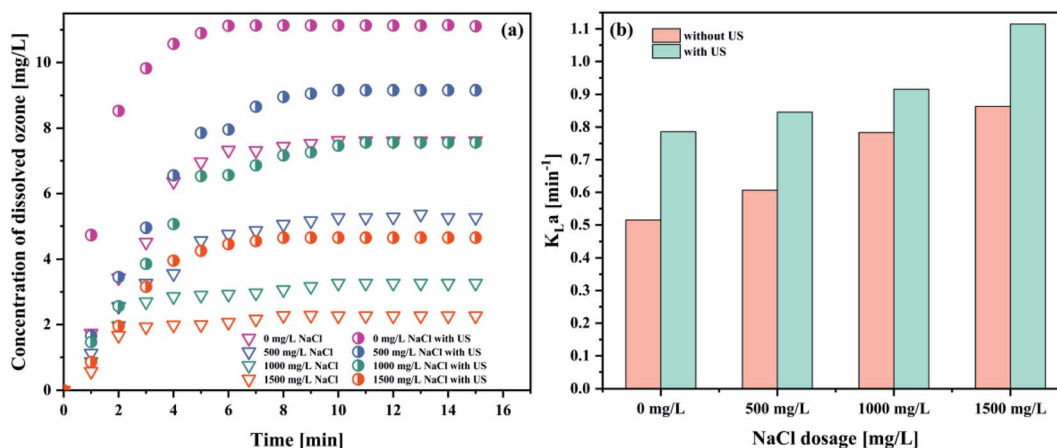 (a)
Concentration of dissolved ozone [mg/L]
10
8
6
4
2
0
0 mg/L NaCl
0 mg/L NaCl with US
500 mg/L NaCl
500 mg/L NaCl with US
1000 mg/L NaCl
1000 mg/L NaCl with US
1500 mg/L NaCl
1500 mg/L NaCl with US
0 2 4 6 8 10 12 14 16
Time [min]
(b)
without US
with US
K_La [min⁻¹]
1.1
1.0
0.9
0.8
0.7
0.6
0.5
0.4
0.3
0.2
0.1
0.0
0 mg/L 500 mg/L 1000 mg/L 1500 mg/L
NaCl dosage [mg/L]